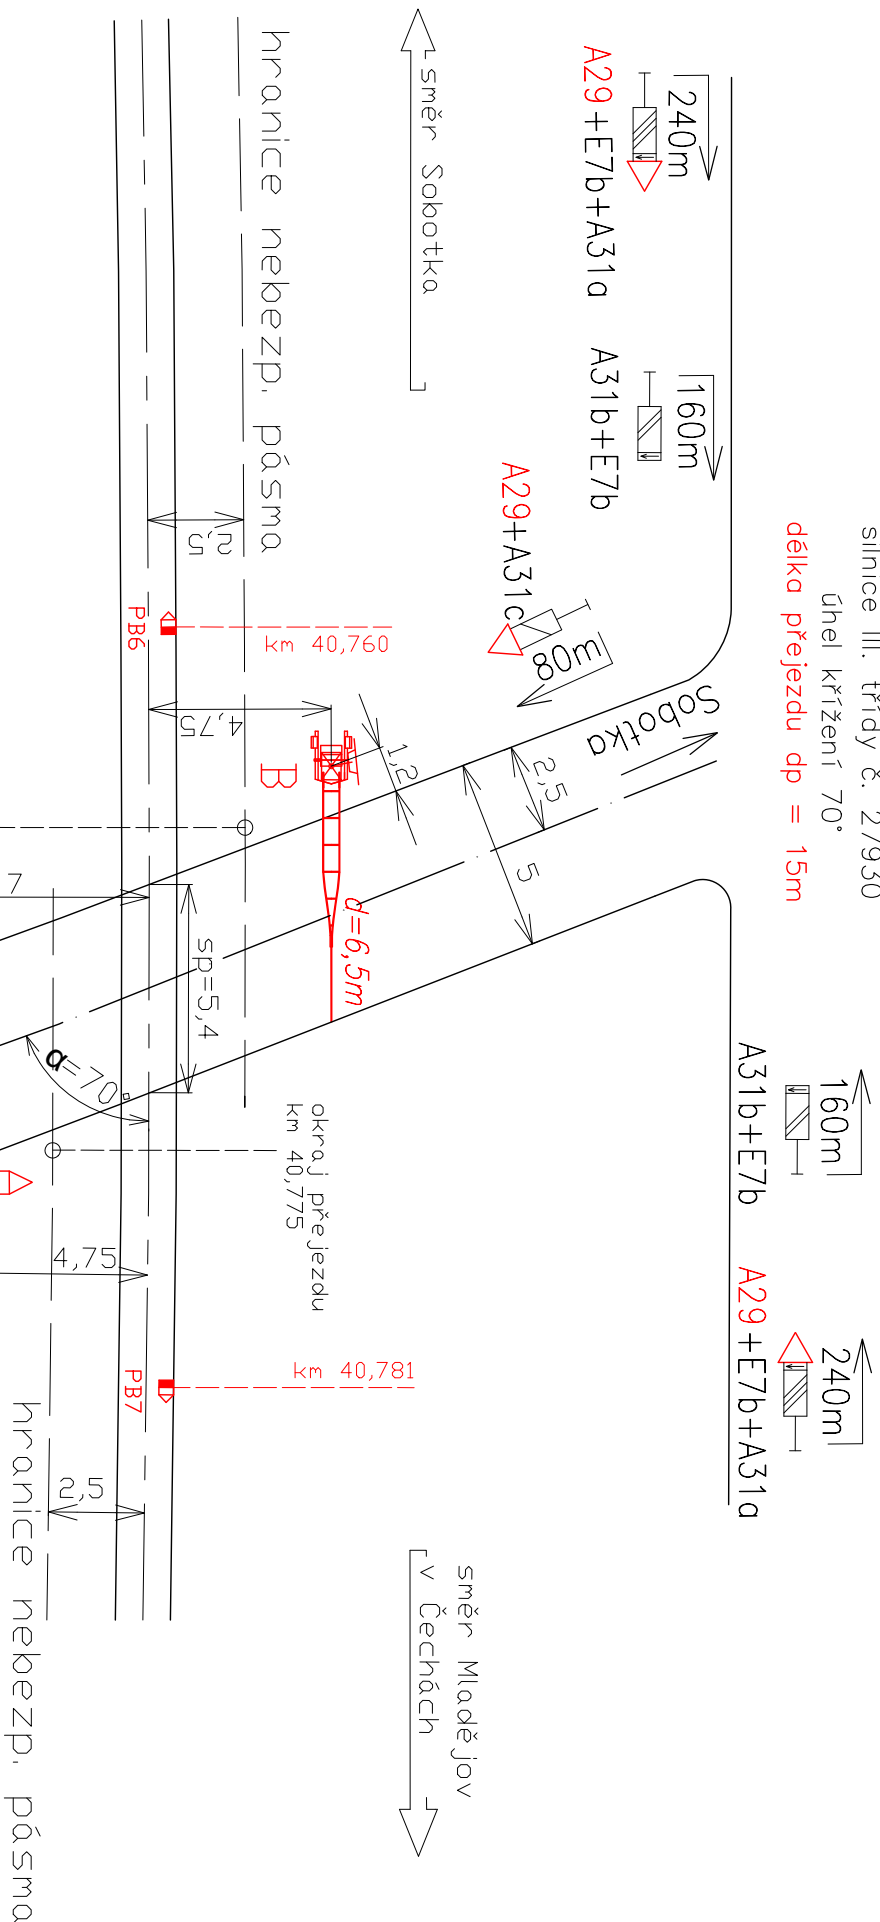 silnice III. třídy č. 27930
úhel křížení 70°
délka přejezdu dp = 15m
240m
A29+E7b+A31a
160m
A31b+E7b
A29+A31c
80m
160m
A31b+E7b
240m
A29+E7b+A31a
Sobotka
2,5
5
1,2
d=6,5m
B
směr Sobotka
směr Mladějov
v Čechách
hranice nebezp. pásma
2,5
km 40,760
PB6
4,75
7
sp=5,4
α=70°
okraj přejezdu
km 40,775
4,75
km 40,781
PB7
2,5
hranice nebezp. pásma